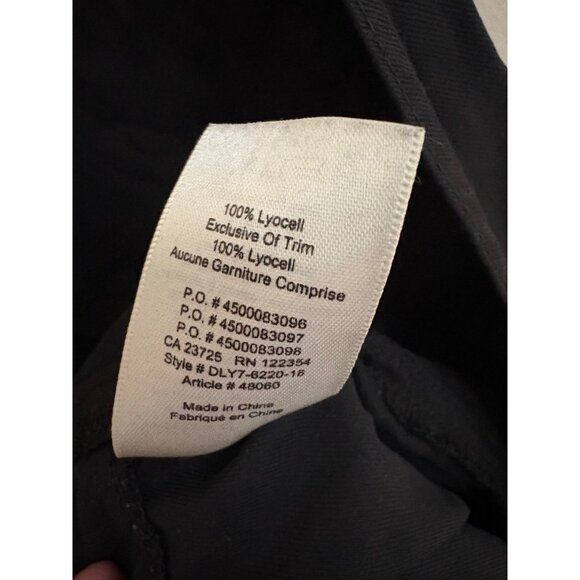 100% Lyocell
Exclusive Of Trim
100% Lyocell
Aucune Garniture Comprise
P.O. # 4500083096
P.O. # 4500083097
P.O. # 4500083098
CA 23725 RN 122354
Style # DLY7-6220-18
Article # 48060
Made in China
Fabriqué en Chine